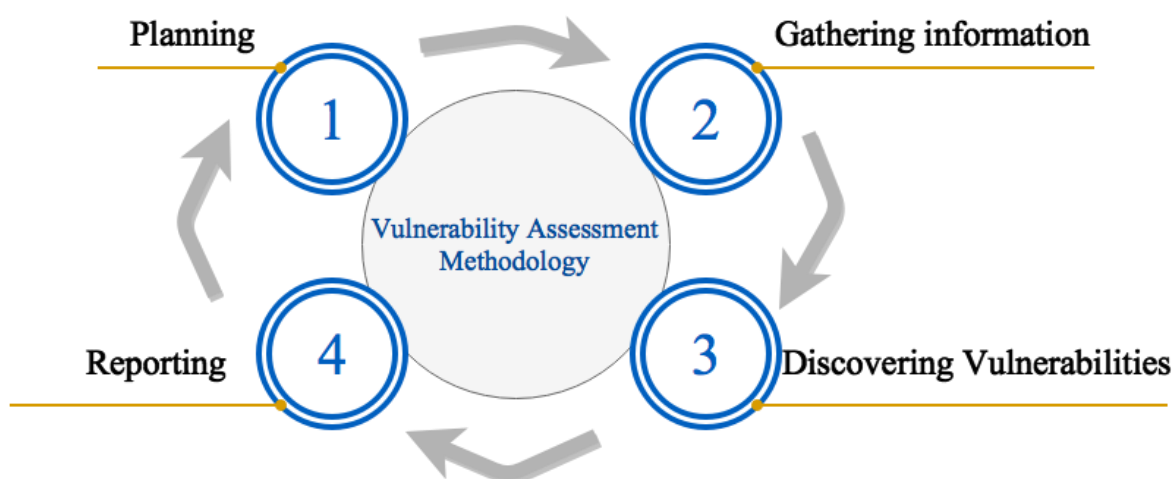 Planning
1
Gathering information
2
Vulnerability Assessment
Methodology
Reporting
4
3
Discovering Vulnerabilities